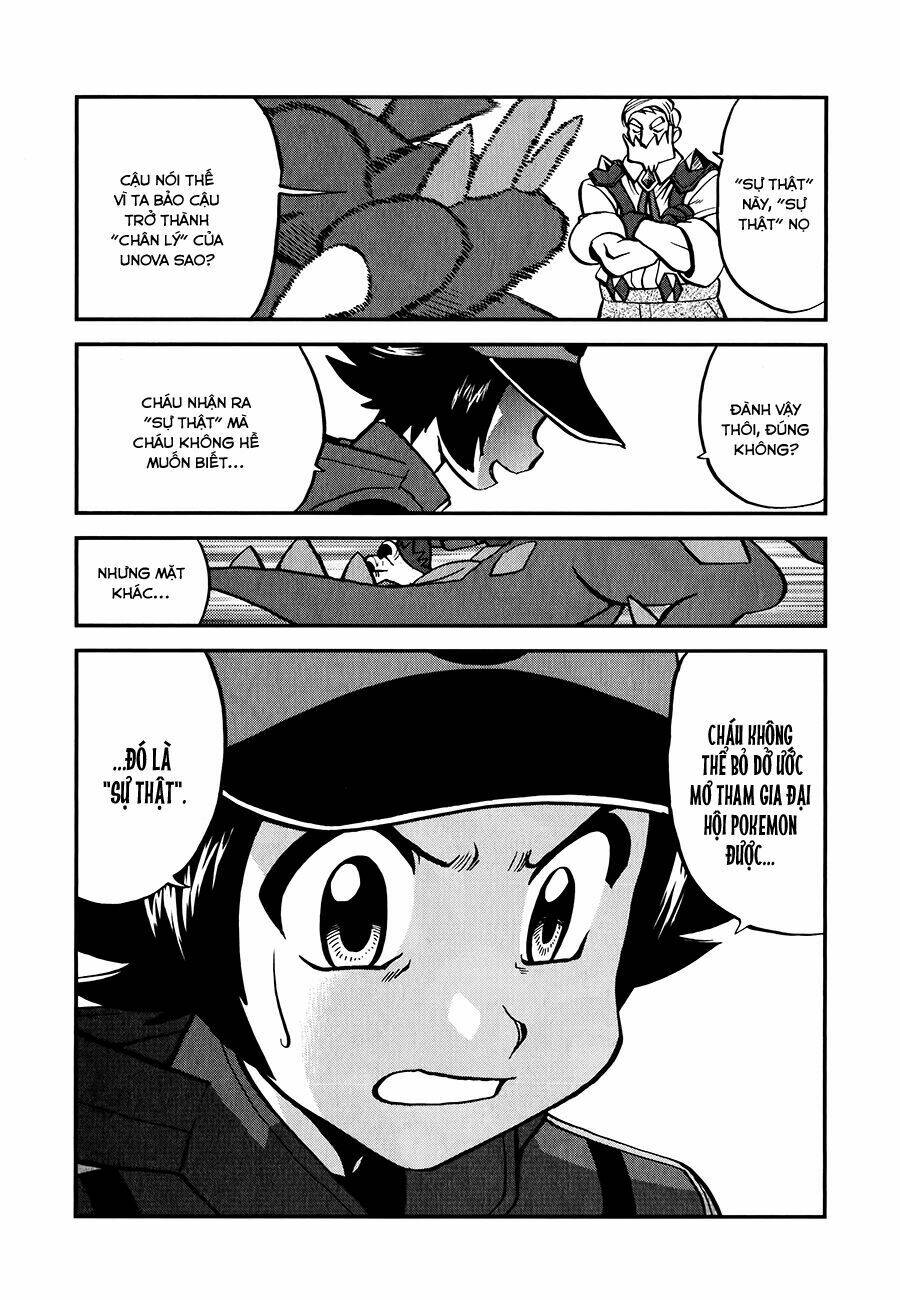 "SỰ THẬT"
NÀY, "SỰ
THẬT" NỌ
CẬU NÓI THẾ
VÌ TA BẢO CẬU
TRỞ THÀNH
"CHÂN LÝ" CỦA
UNOVA SAO?
ĐÀNH VẬY
THÔI, ĐÚNG
KHÔNG?
CHÁU NHẬN RA
"SỰ THẬT" MÀ
CHÁU KHÔNG HỀ
MUỐN BIẾT...
NHƯNG MẶT
KHÁC...
CHÁU KHÔNG
THỂ BỎ DỞ ƯỚC
MƠ THAM GIA ĐẠI
HỘI POKEMON
ĐƯỢC...
...ĐÓ LÀ
"SỰ THẬT".